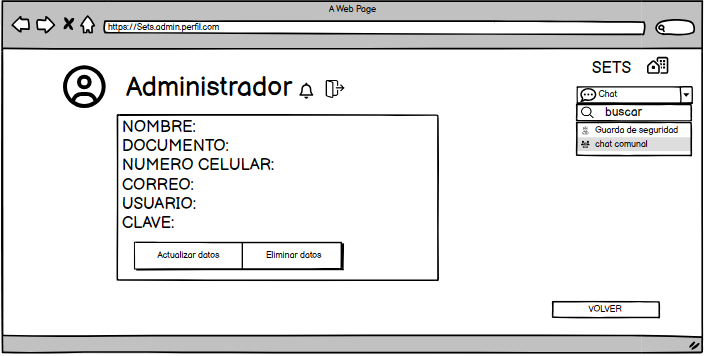 A Web Page
https://Sets.admin.perfil.com
SETS
Administrador
Chat
buscar
Guarda de seguridad
chat comunal
NOMBRE:
DOCUMENTO:
NUMERO CELULAR:
CORREO:
USUARIO:
CLAVE:
Actualizar datos
Eliminar datos
VOLVER